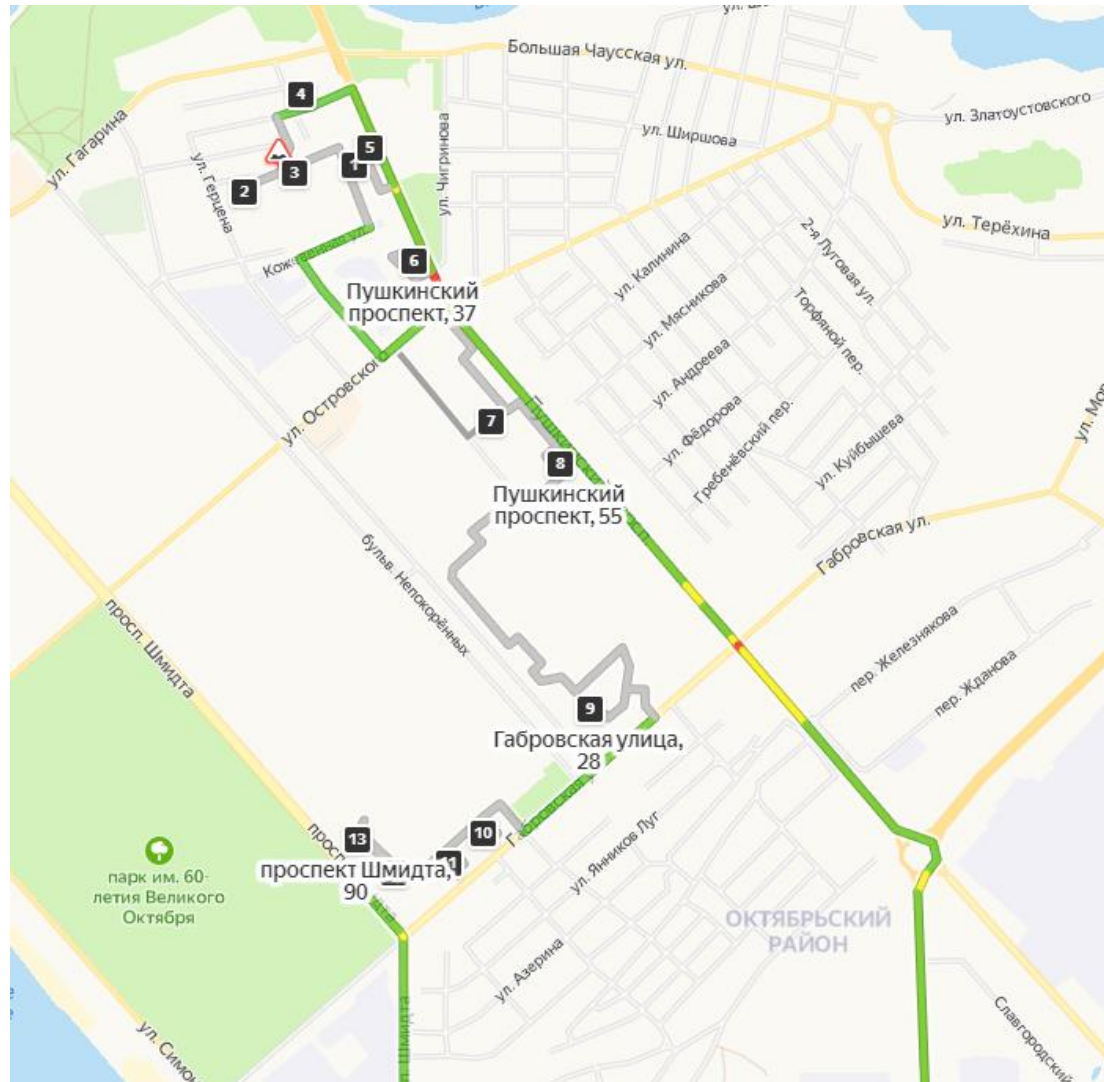 Большая Чаусская ул.
ул. Златоустовского
ул. Гагарина
ул. Чигринова
ул. Ширшова
4
5
1
3
2
ул. Герцена
ул. Терёхина
2-я Луговая ул.
ул. Калинина
6
Пушкинский
проспект, 37
ул. Мясникова
Торфяной пер.
ул. Андреева
ул. Островского
ул. Фёдорова
Гребенёвский пер.
ул. Куйбышева
7
8
Пушкинский
проспект, 55
Габровская ул.
бульв. Непокорённых
просп. Шмидта
пер. Железнякова
пер. Жданова
9
Габровская улица,
28
10
13
11
проспект Шмидта,
90
ул. Янников Луг
парк им. 60-
летия Великого
Октября
ОКТЯБРЬСКИЙ
РАЙОН
ул. Азерина
Славгородский